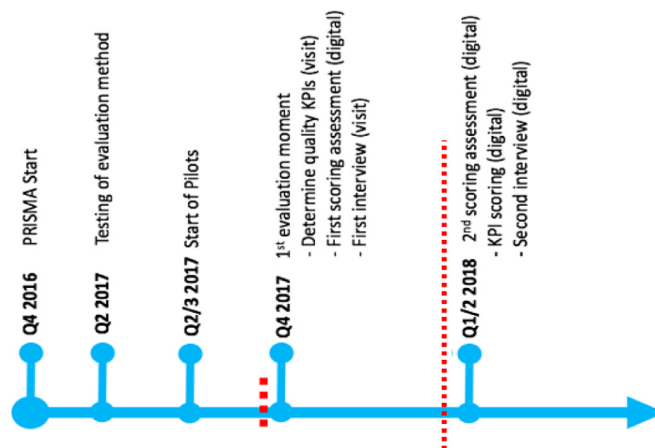 Q4 2016 PRISMA Start
Q2 2017 Testing of evaluation method
Q2/3 2017 Start of Pilots
Q4 2017 1st evaluation moment
- Determine quality KPIs (visit)
- First scoring assessment (digital)
- First interview (visit)
Q1/2 2018 2nd scoring assessment (digital)
- KPI scoring (digital)
- Second interview (digital)